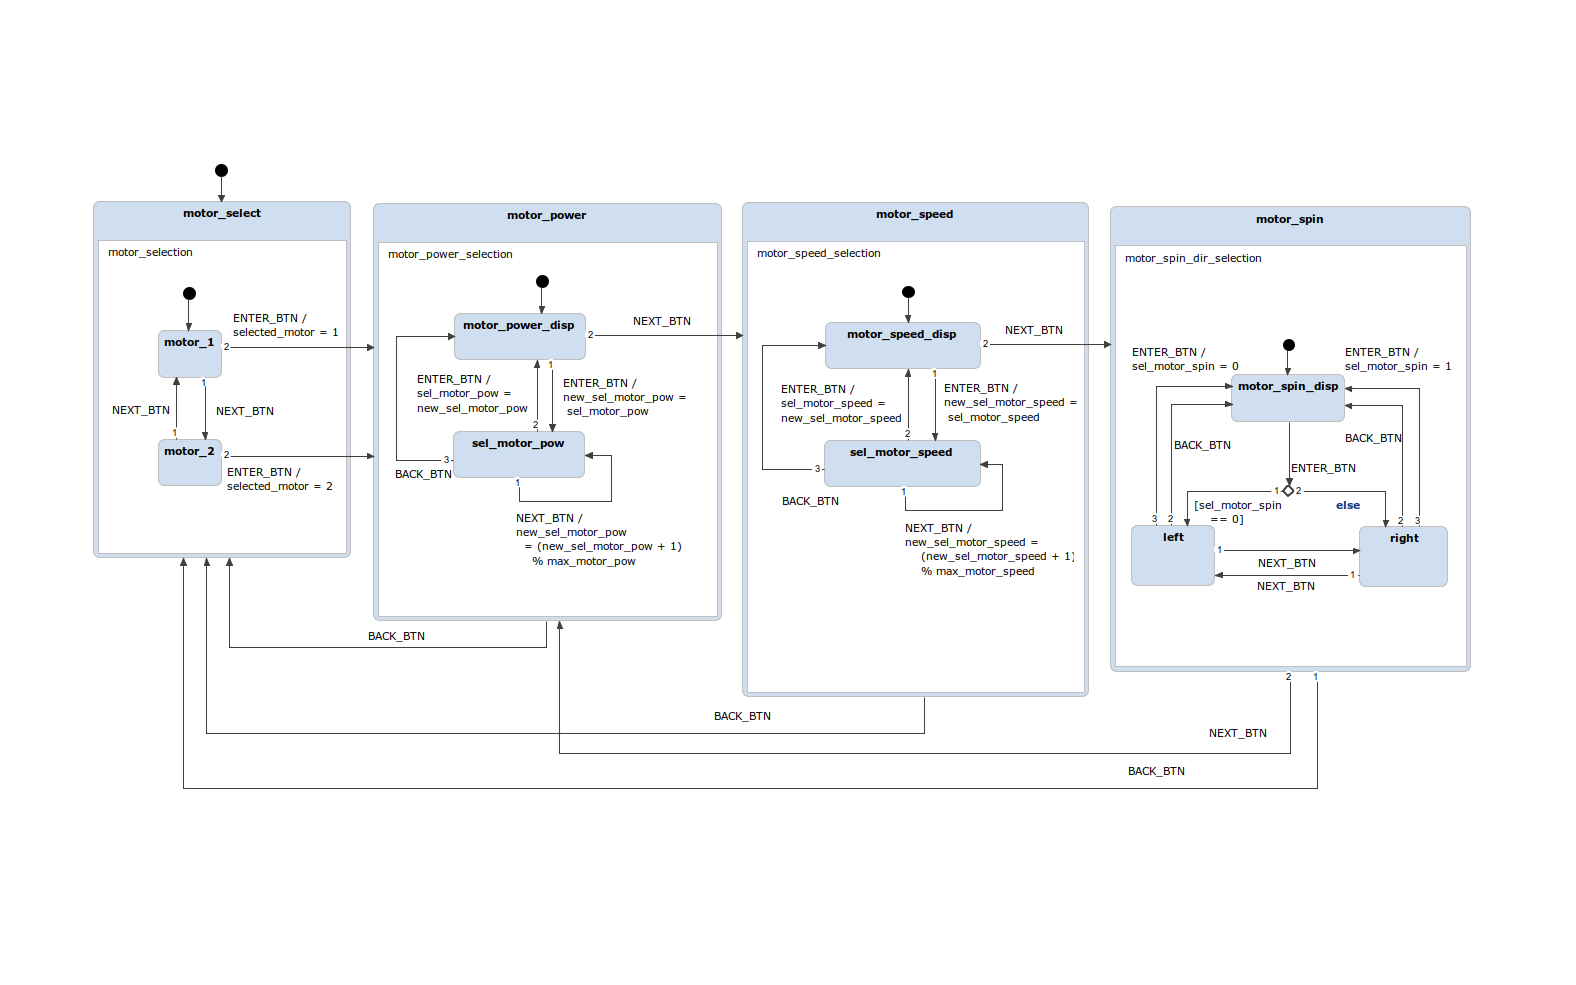 motor_select
motor_selection
ENTER_BTN /
selected_motor = 1
motor_1
2
1
NEXT_BTN
NEXT_BTN
1
motor_2
2
ENTER_BTN /
selected_motor = 2
motor_power
motor_power_selection
motor_power_disp
2
NEXT_BTN
1
ENTER_BTN /
sel_motor_pow =
new_sel_motor_pow
ENTER_BTN /
new_sel_motor_pow =
sel_motor_pow
2
sel_motor_pow
3
BACK_BTN
1
NEXT_BTN /
new_sel_motor_pow
= (new_sel_motor_pow + 1)
% max_motor_pow
motor_speed
motor_speed_selection
motor_speed_disp
2
NEXT_BTN
1
ENTER_BTN /
sel_motor_speed =
new_sel_motor_speed
ENTER_BTN /
new_sel_motor_speed =
sel_motor_speed
2
sel_motor_speed
3
BACK_BTN
1
NEXT_BTN /
new_sel_motor_speed =
(new_sel_motor_speed + 1)
% max_motor_speed
motor_spin
motor_spin_dir_selection
ENTER_BTN /
sel_motor_spin = 0
ENTER_BTN /
sel_motor_spin = 1
motor_spin_disp
BACK_BTN
BACK_BTN
ENTER_BTN
1
2
[sel_motor_spin
== 0]
else
3
2
2
3
left
right
1
NEXT_BTN
1
NEXT_BTN
BACK_BTN
2
1
BACK_BTN
NEXT_BTN
BACK_BTN